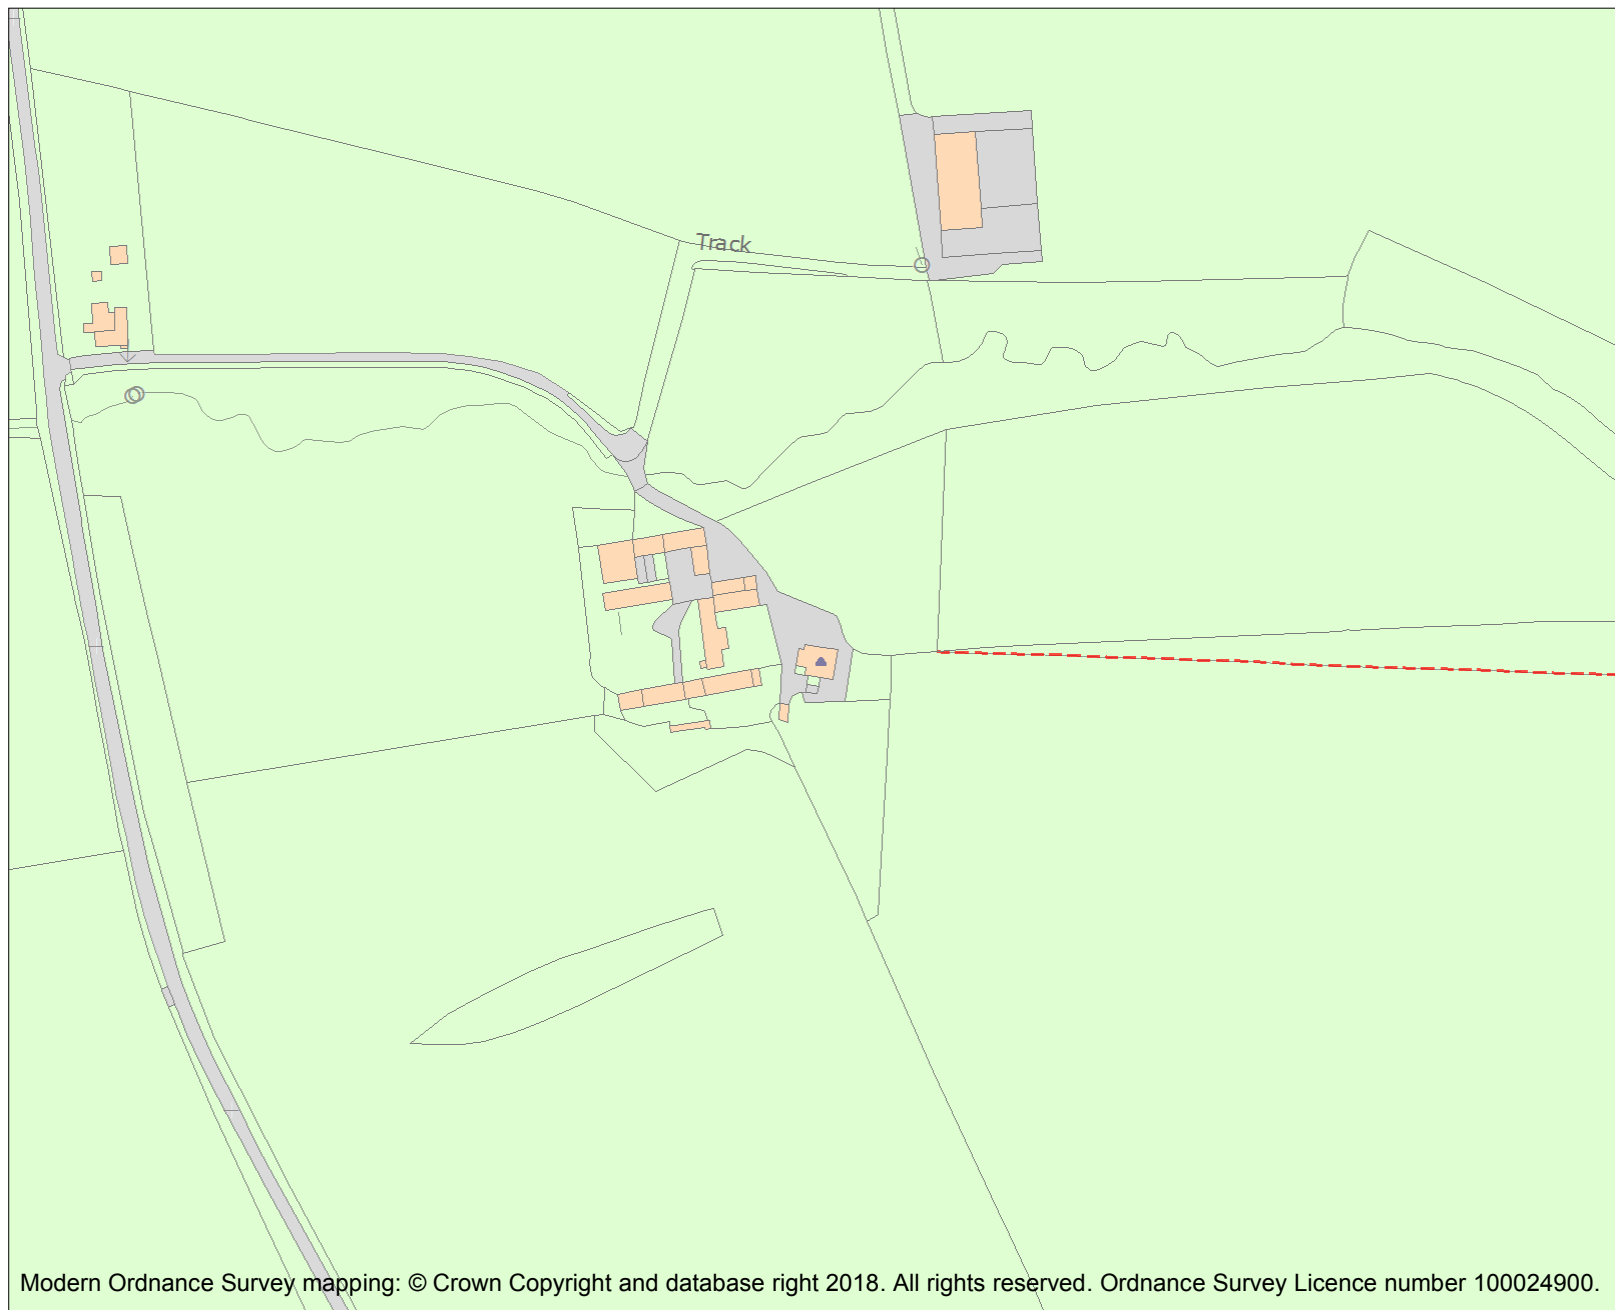 Track
Modern Ordnance Survey mapping: © Crown Copyright and database right 2018. All rights reserved. Ordnance Survey Licence number 100024900.